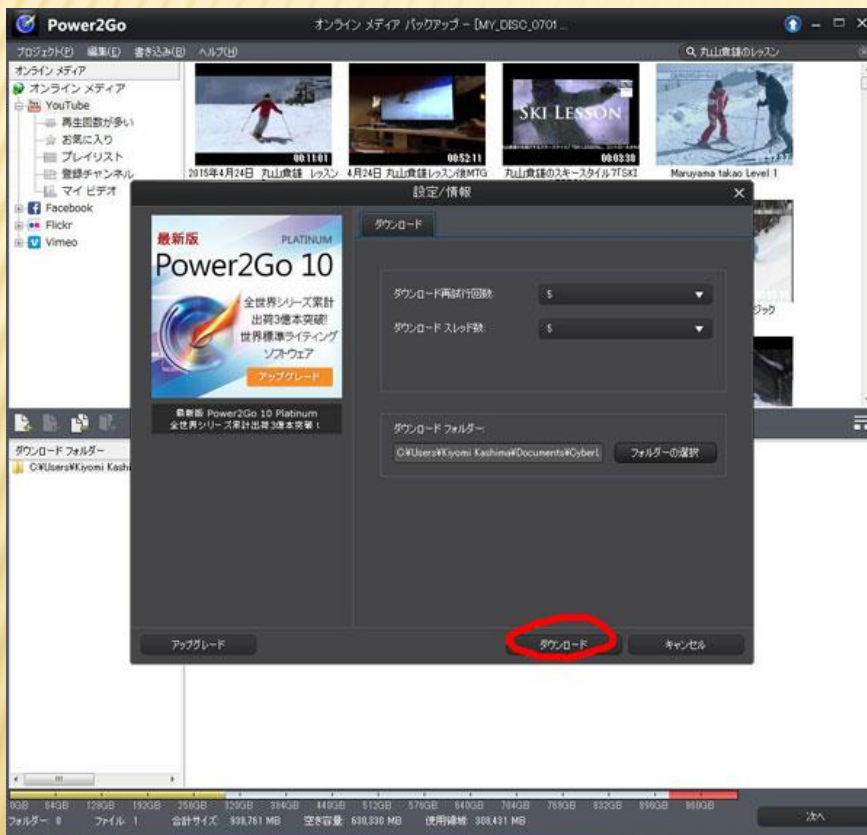 Power2Go
オンライン メディア バックアップ - [MY_DISC_0701 ...
プロジェクト(P) 編集(E) 書き込み(B) ヘルプ(H)
丸山貴雄のレッスン
オンライン メディア
オンライン メディア
YouTube
再生回数が多い
お気に入り
プレイリスト
登録チャンネル
マイ ビデオ
Facebook
Flickr
Vimeo
00:11:01
00:52:11
SKI LESSON
00:03:38
2015年4月24日 丸山貴雄 レッスン
4月24日 丸山貴雄レッスン後MTG
丸山貴雄のスキースタイル7「SKI
Maruyama takao Level 1
設定/情報
最新版
PLATINUM
Power2Go 10
全世界シリーズ累計
出荷3億本突破!
世界標準ライティング
ソフトウェア
アップグレード
最新版 Power2Go 10 Platinum
全世界シリーズ累計出荷3億本突破!
ダウンロード
ダウンロード再試行回数: 5
ダウンロード スレッド数: 5
ダウンロード フォルダー:
C:¥Users¥Kiyomi Kashima¥Documents¥CyberL
フォルダーの選択
アップグレード
ダウンロード
キャンセル
ダウンロード フォルダー
C:¥Users¥Kiyomi Kashi
0GB 64GB 128GB 192GB 256GB 320GB 384GB 448GB 512GB 576GB 640GB 704GB 768GB 832GB 896GB 960GB
フォルダー: 0 ファイル: 1 合計サイズ: 938,761 MB 空き容量: 630,330 MB 使用領域: 308,431 MB
次へ